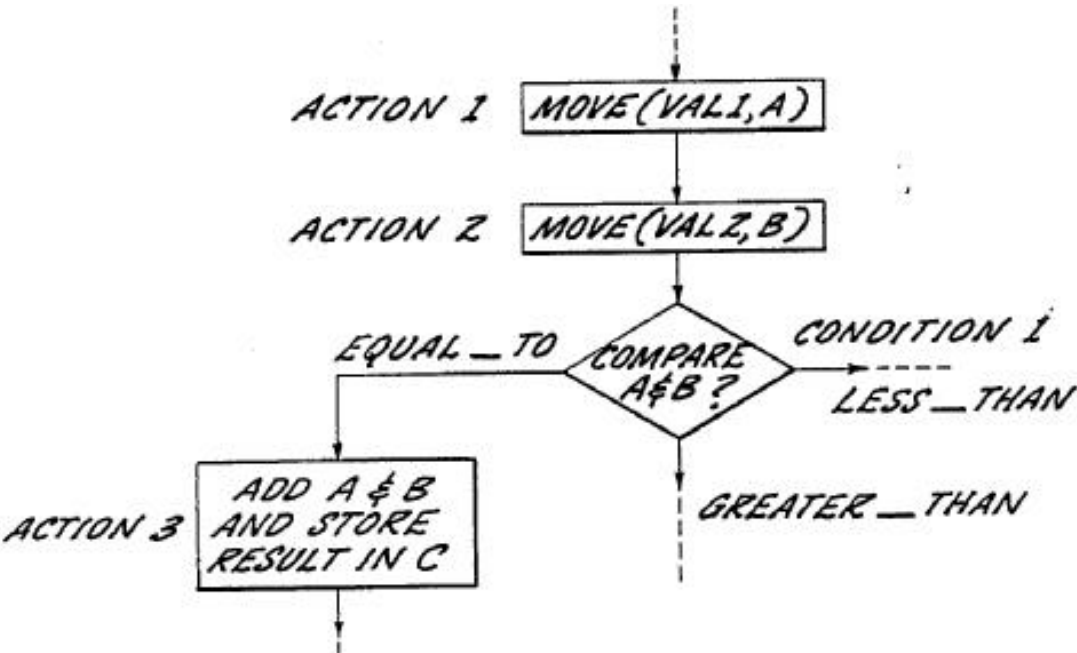 ACTION 1 MOVE(VAL1,A)
ACTION 2 MOVE(VAL2,B)
EQUAL_TO
COMPARE
A&B?
CONDITION 1
LESS_THAN
GREATER_THAN
ACTION 3
ADD A & B
AND STORE
RESULT IN C